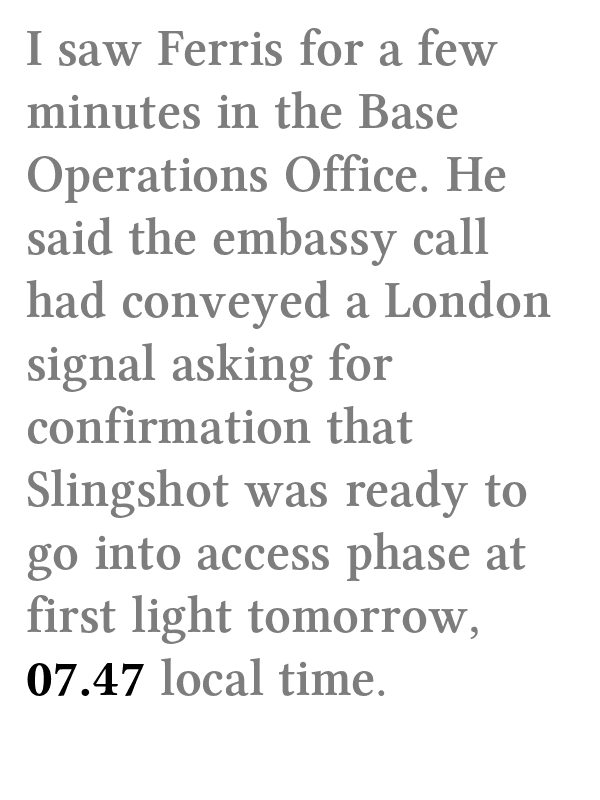 I saw Ferris for a few
minutes in the Base
Operations Office. He
said the embassy call
had conveyed a London
signal asking for
confirmation that
Slingshot was ready to
go into access phase at
first light tomorrow,
07.47 local time.